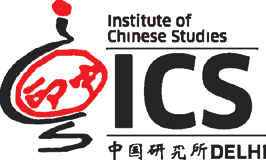 Institute of
Chinese Studies
ICS
中国研究所DELHI